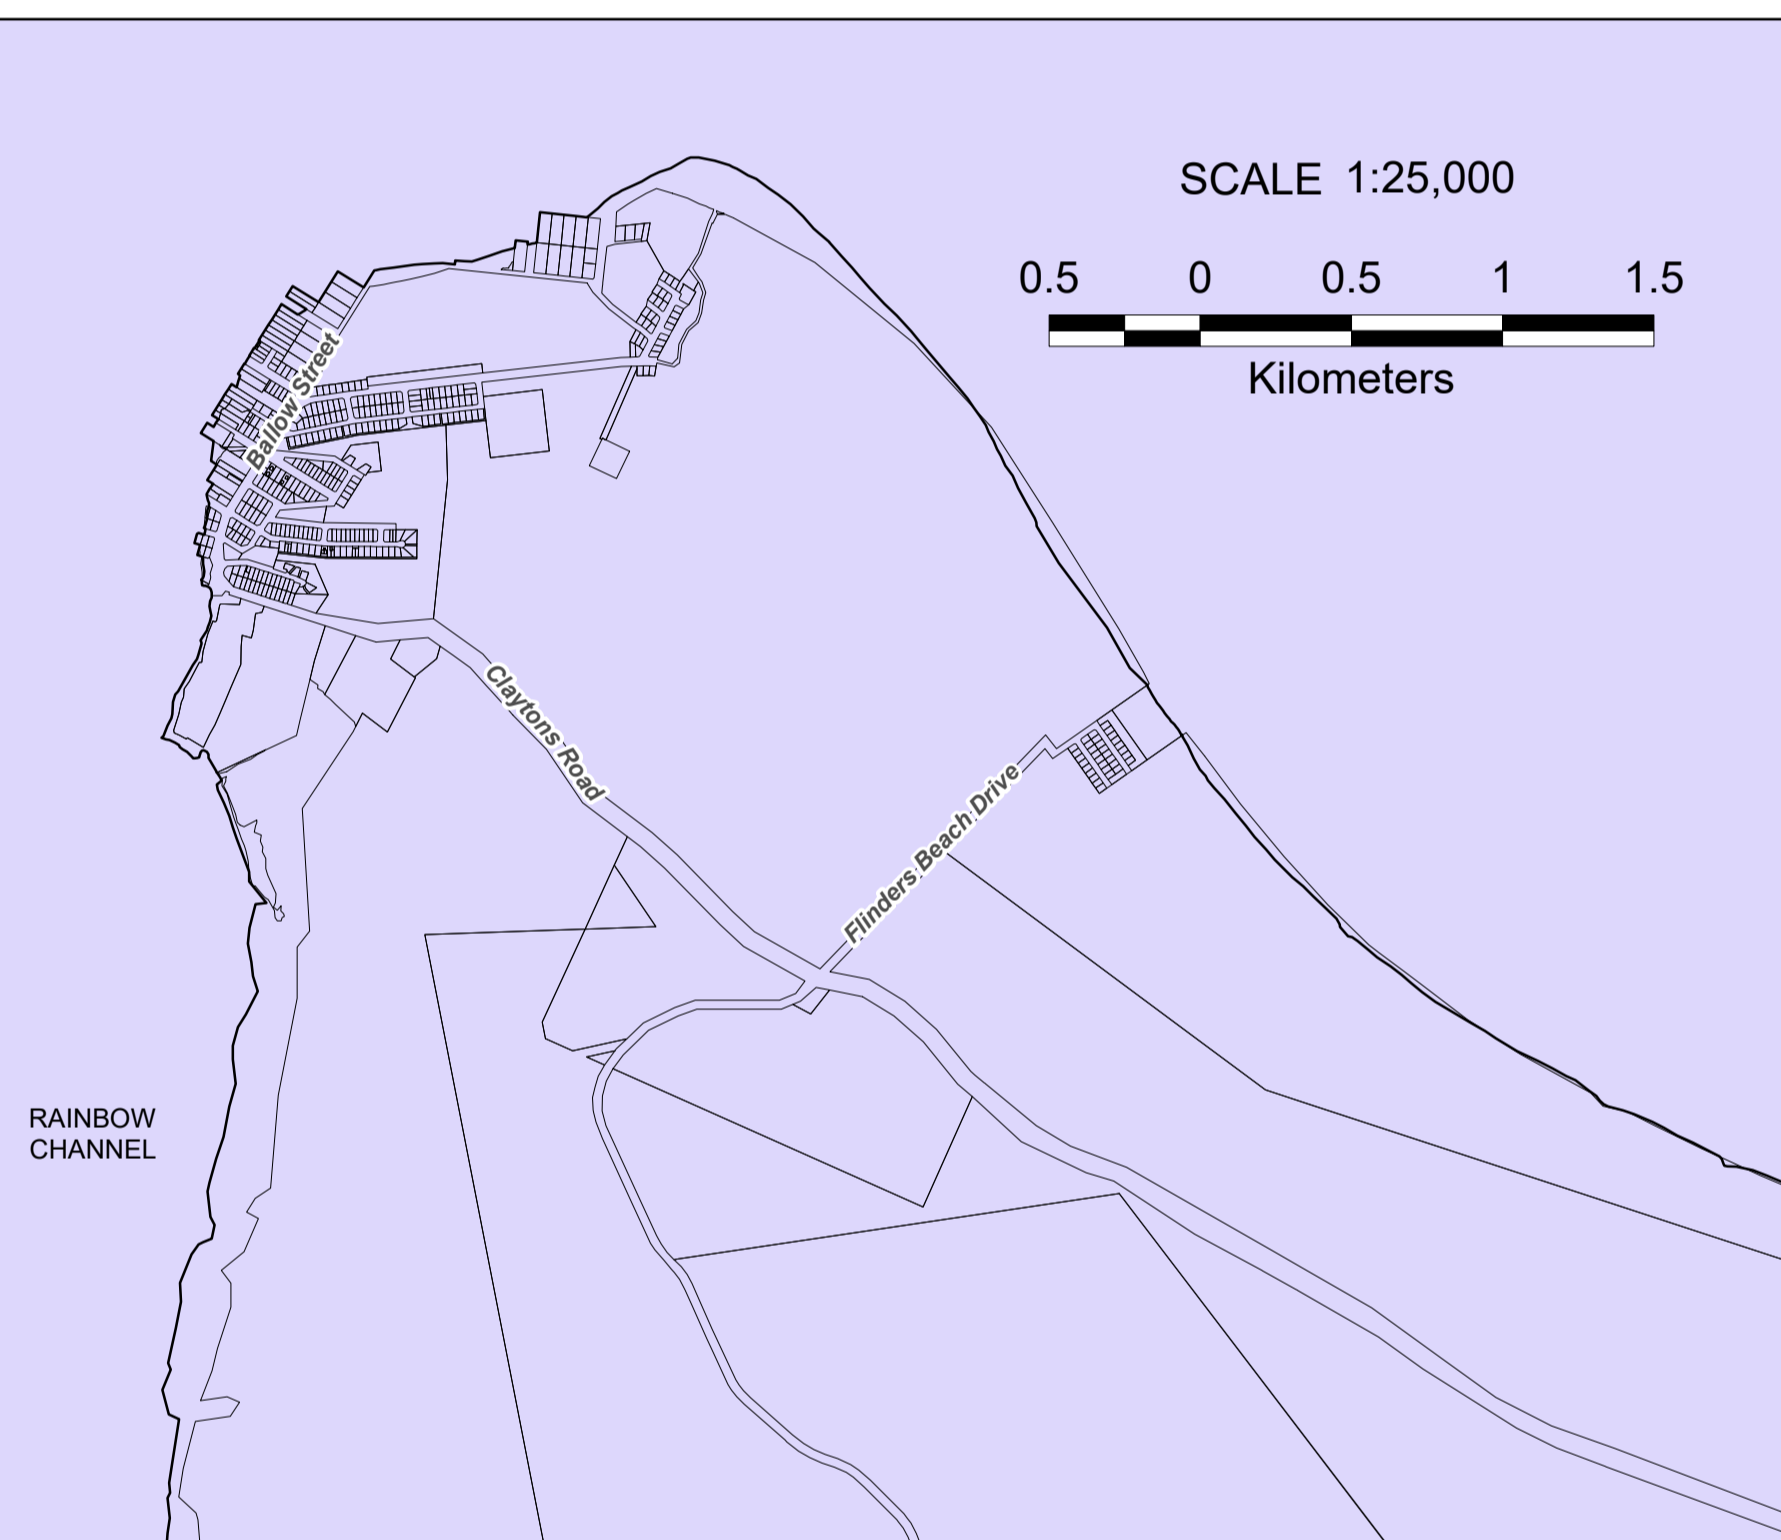 SCALE 1:25,000
0.5 0 0.5 1 1.5
Kilometers
Ballow Street
Claytons Road
Flinders Beach Drive
RAINBOW
CHANNEL